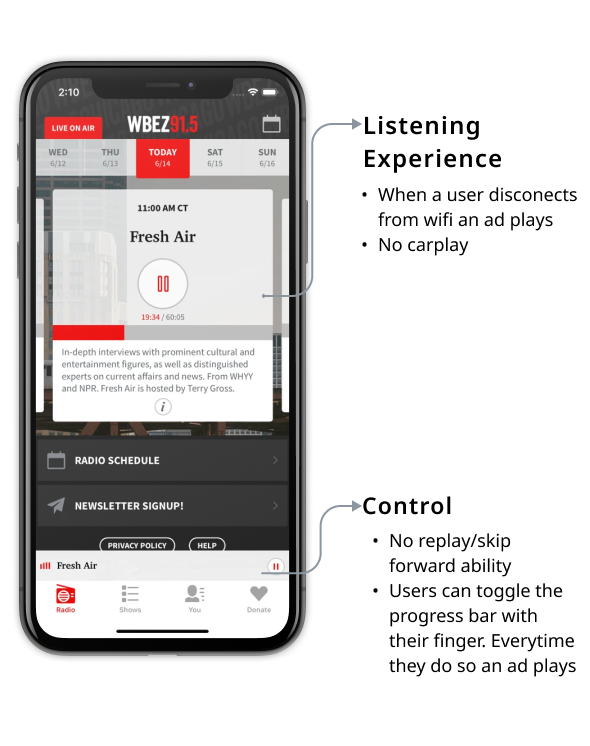 2:10
LIVE ON AIR
WBEZ91.5
WED THU TODAY SAT SUN
6/12 6/13 6/14 6/15 6/16
11:00 AM CT
Fresh Air
19:34 / 60:05
In-depth interviews with prominent cultural and
entertainment figures, as well as distinguished
experts on current affairs and news. From WHYY
and NPR. Fresh Air is hosted by Terry Gross.
i
RADIO SCHEDULE
NEWSLETTER SIGNUP!
PRIVACY POLICY HELP
Fresh Air
Radio Shows You Donate
Listening
Experience
• When a user disconects
from wifi an ad plays
• No carplay
Control
• No replay/skip
forward ability
• Users can toggle the
progress bar with
their finger. Everytime
they do so an ad plays